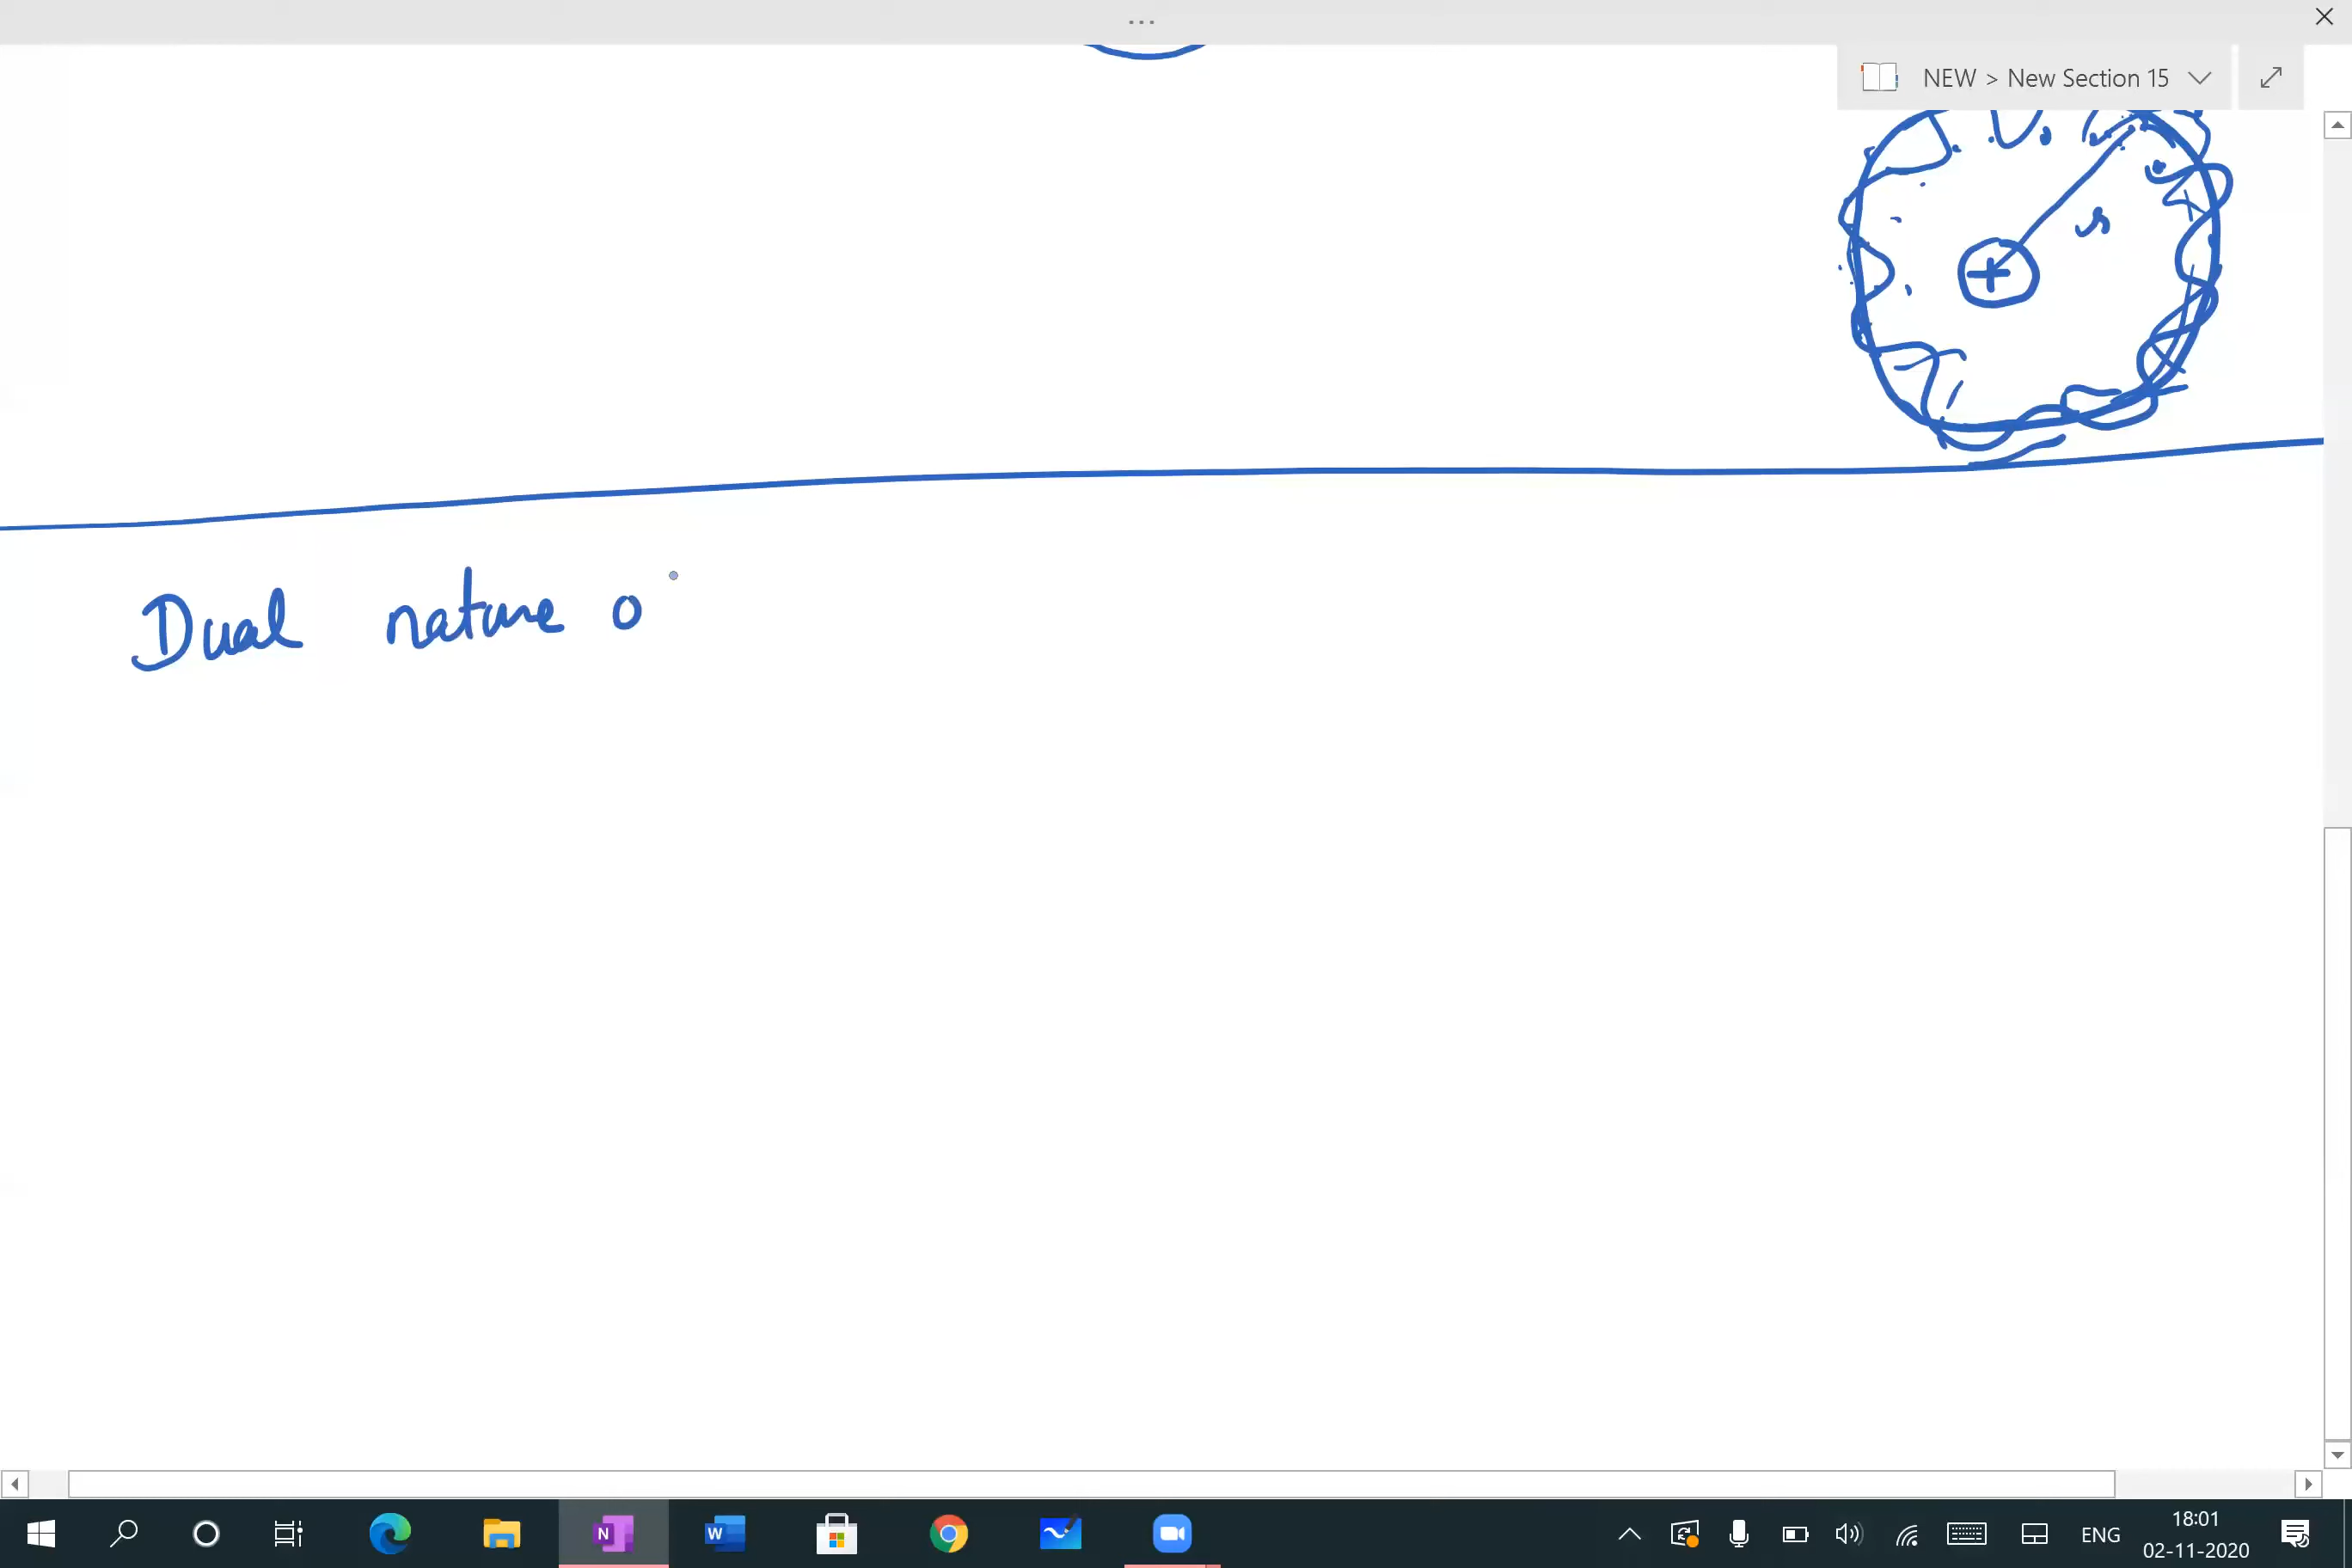 NEW > New Section 15
+
r
Dual nature o
ENG
18:01
02-11-2020